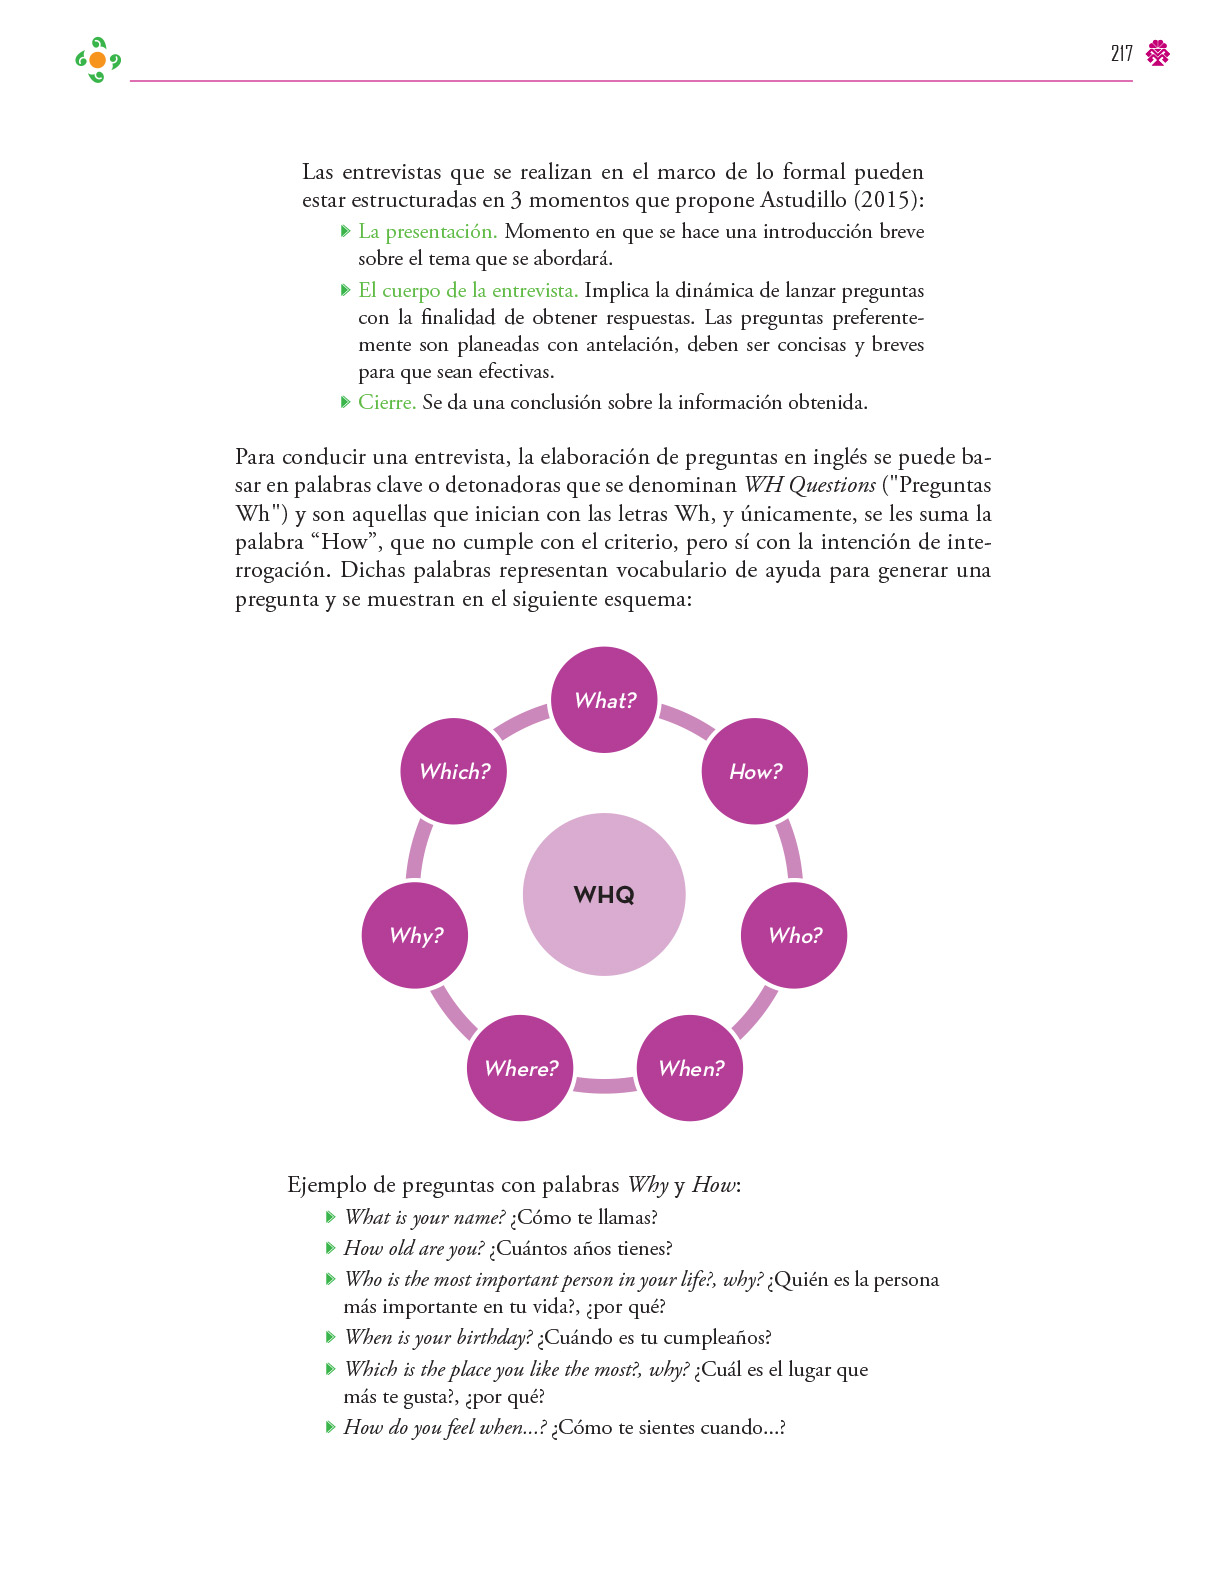 217
Las entrevistas que se realizan en el marco de lo formal pueden
estar estructuradas en 3 momentos que propone Astudillo (2015):
La presentación. Momento en que se hace una introducción breve
sobre el tema que se abordará.
El cuerpo de la entrevista. Implica la dinámica de lanzar preguntas
con la finalidad de obtener respuestas. Las preguntas preferente-
mente son planeadas con antelación, deben ser concisas y breves
para que sean efectivas.
Cierre. Se da una conclusión sobre la información obtenida.
Para conducir una entrevista, la elaboración de preguntas en inglés se puede ba-
sar en palabras clave o detonadoras que se denominan WH Questions ("Preguntas
Wh") y son aquellas que inician con las letras Wh, y únicamente, se les suma la
palabra “How”, que no cumple con el criterio, pero sí con la intención de inte-
rrogación. Dichas palabras representan vocabulario de ayuda para generar una
pregunta y se muestran en el siguiente esquema:
What?
Which?
How?
WHQ
Why?
Who?
Where?
When?
Ejemplo de preguntas con palabras Why y How:
What is your name? ¿Cómo te llamas?
How old are you? ¿Cuántos años tienes?
Who is the most important person in your life?, why? ¿Quién es la persona
más importante en tu vida?, ¿por qué?
When is your birthday? ¿Cuándo es tu cumpleaños?
Which is the place you like the most?, why? ¿Cuál es el lugar que
más te gusta?, ¿por qué?
How do you feel when...? ¿Cómo te sientes cuando...?